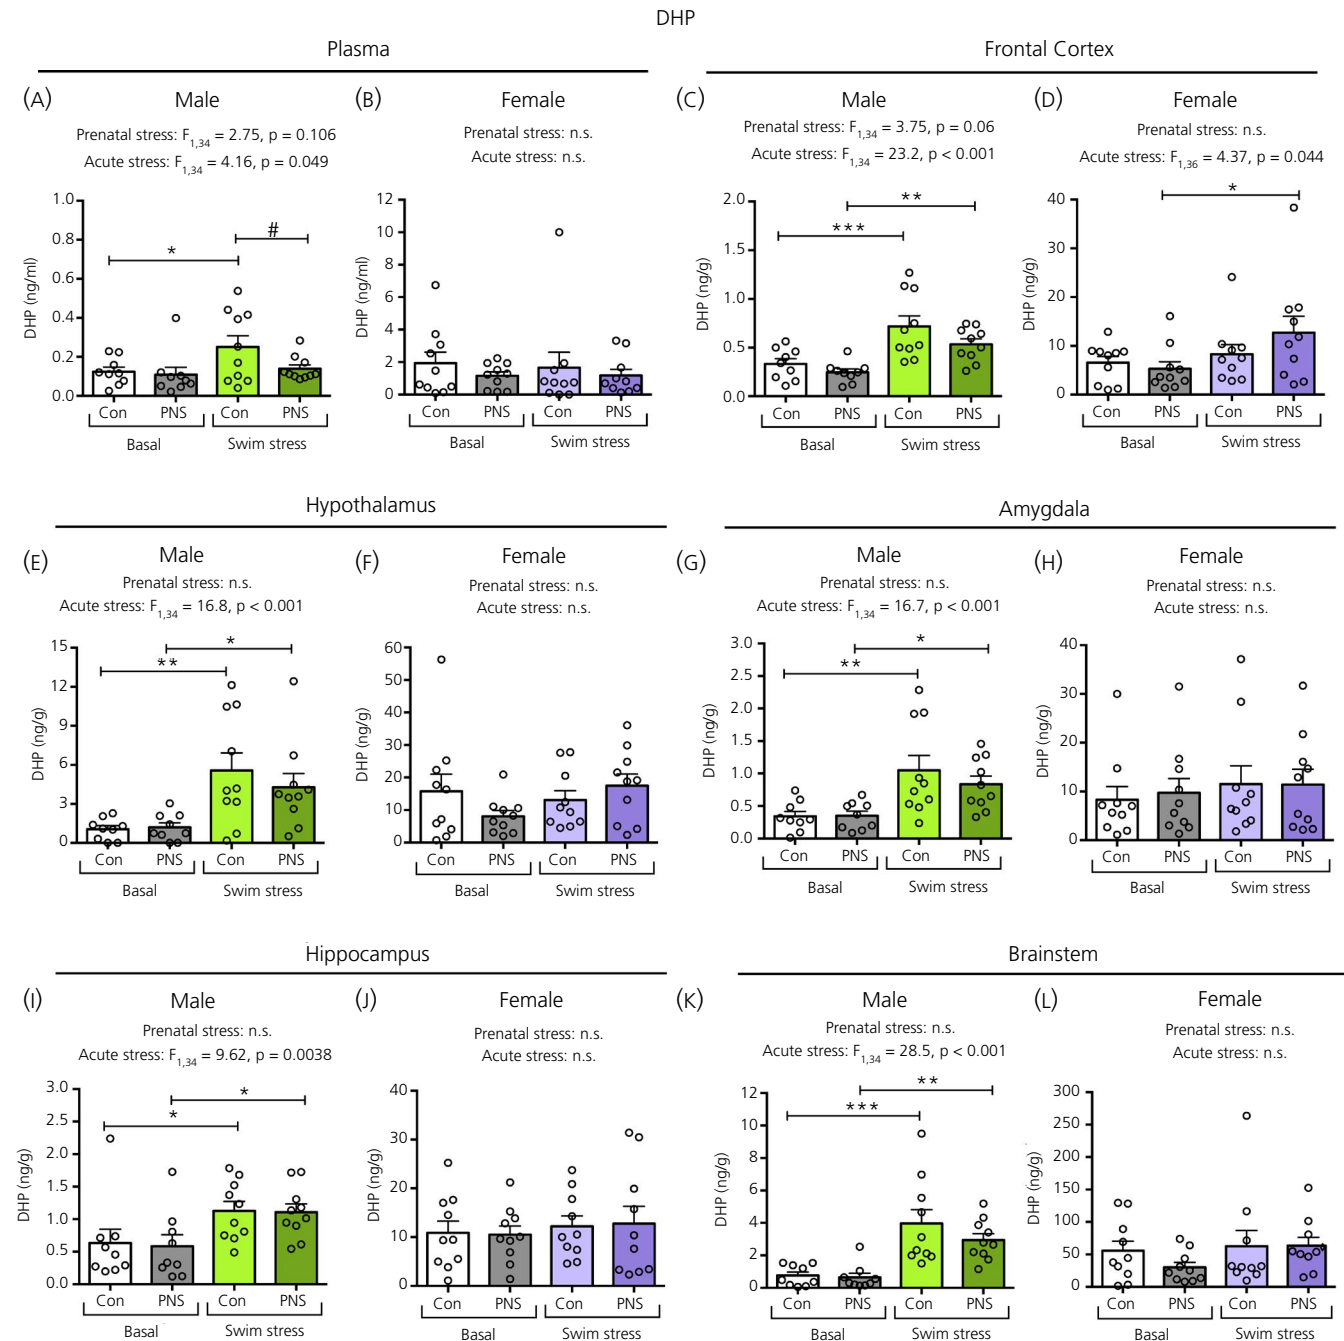 DHP
Plasma
Frontal Cortex
(A)
Male
Prenatal stress: F1,34 = 2.75, p = 0.106
Acute stress: F1,34 = 4.16, p = 0.049
DHP (ng/ml)
1.0
0.8
0.6
0.4
0.2
0.0
*
#
Con
PNS
Con
PNS
Basal
Swim stress
(B)
Female
Prenatal stress: n.s.
Acute stress: n.s.
DHP (ng/ml)
12
10
8
6
4
2
0
Con
PNS
Con
PNS
Basal
Swim stress
(C)
Male
Prenatal stress: F1,34 = 3.75, p = 0.06
Acute stress: F1,34 = 23.2, p < 0.001
DHP (ng/g)
2.0
1.5
1.0
0.5
0.0
**
***
Con
PNS
Con
PNS
Basal
Swim stress
(D)
Female
Prenatal stress: n.s.
Acute stress: F1,36 = 4.37, p = 0.044
DHP (ng/g)
40
30
20
10
0
*
Con
PNS
Con
PNS
Basal
Swim stress
Hypothalamus
Amygdala
(E)
Male
Prenatal stress: n.s.
Acute stress: F1,34 = 16.8, p < 0.001
DHP (ng/g)
15
12
9
6
3
0
*
**
Con
PNS
Con
PNS
Basal
Swim stress
(F)
Female
Prenatal stress: n.s.
Acute stress: n.s.
DHP (ng/g)
60
50
40
30
20
10
0
Con
PNS
Con
PNS
Basal
Swim stress
(G)
Male
Prenatal stress: n.s.
Acute stress: F1,34 = 16.7, p < 0.001
DHP (ng/g)
3.0
2.5
2.0
1.5
1.0
0.5
0.0
*
**
Con
PNS
Con
PNS
Basal
Swim stress
(H)
Female
Prenatal stress: n.s.
Acute stress: n.s.
DHP (ng/g)
40
30
20
10
0
Con
PNS
Con
PNS
Basal
Swim stress
Hippocampus
Brainstem
(I)
Male
Prenatal stress: n.s.
Acute stress: F1,34 = 9.62, p = 0.0038
DHP (ng/g)
3.0
2.5
2.0
1.5
1.0
0.5
0.0
*
*
Con
PNS
Con
PNS
Basal
Swim stress
(J)
Female
Prenatal stress: n.s.
Acute stress: n.s.
DHP (ng/g)
40
30
20
10
0
Con
PNS
Con
PNS
Basal
Swim stress
(K)
Male
Prenatal stress: n.s.
Acute stress: F1,34 = 28.5, p < 0.001
DHP (ng/g)
12
10
8
6
4
2
0
**
***
Con
PNS
Con
PNS
Basal
Swim stress
(L)
Female
Prenatal stress: n.s.
Acute stress: n.s.
DHP (ng/g)
300
250
200
150
100
50
0
Con
PNS
Con
PNS
Basal
Swim stress